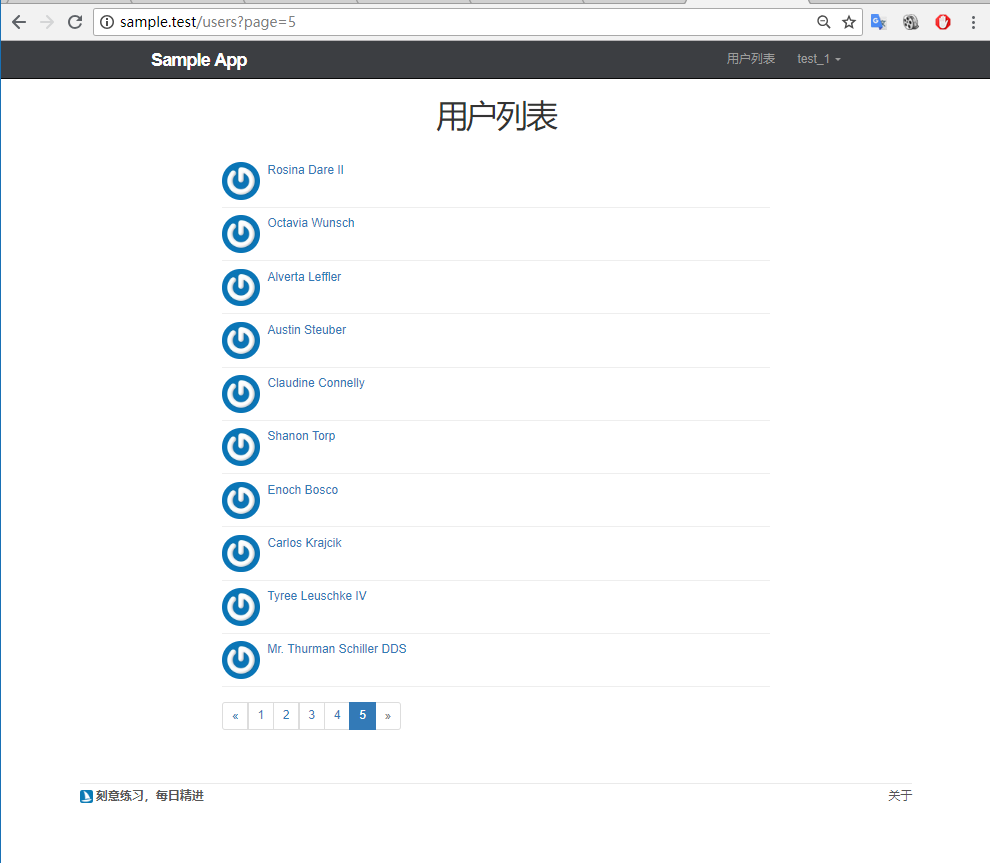 sample.test/users?page=5
Sample App 用户列表 test_1
用户列表
Rosina Dare II
Octavia Wunsch
Alverta Leffler
Austin Steuber
Claudine Connelly
Shanon Torp
Enoch Bosco
Carlos Krajcik
Tyree Leuschke IV
Mr. Thurman Schiller DDS
« 1 2 3 4 5 »
刻意练习，每日精进 关于